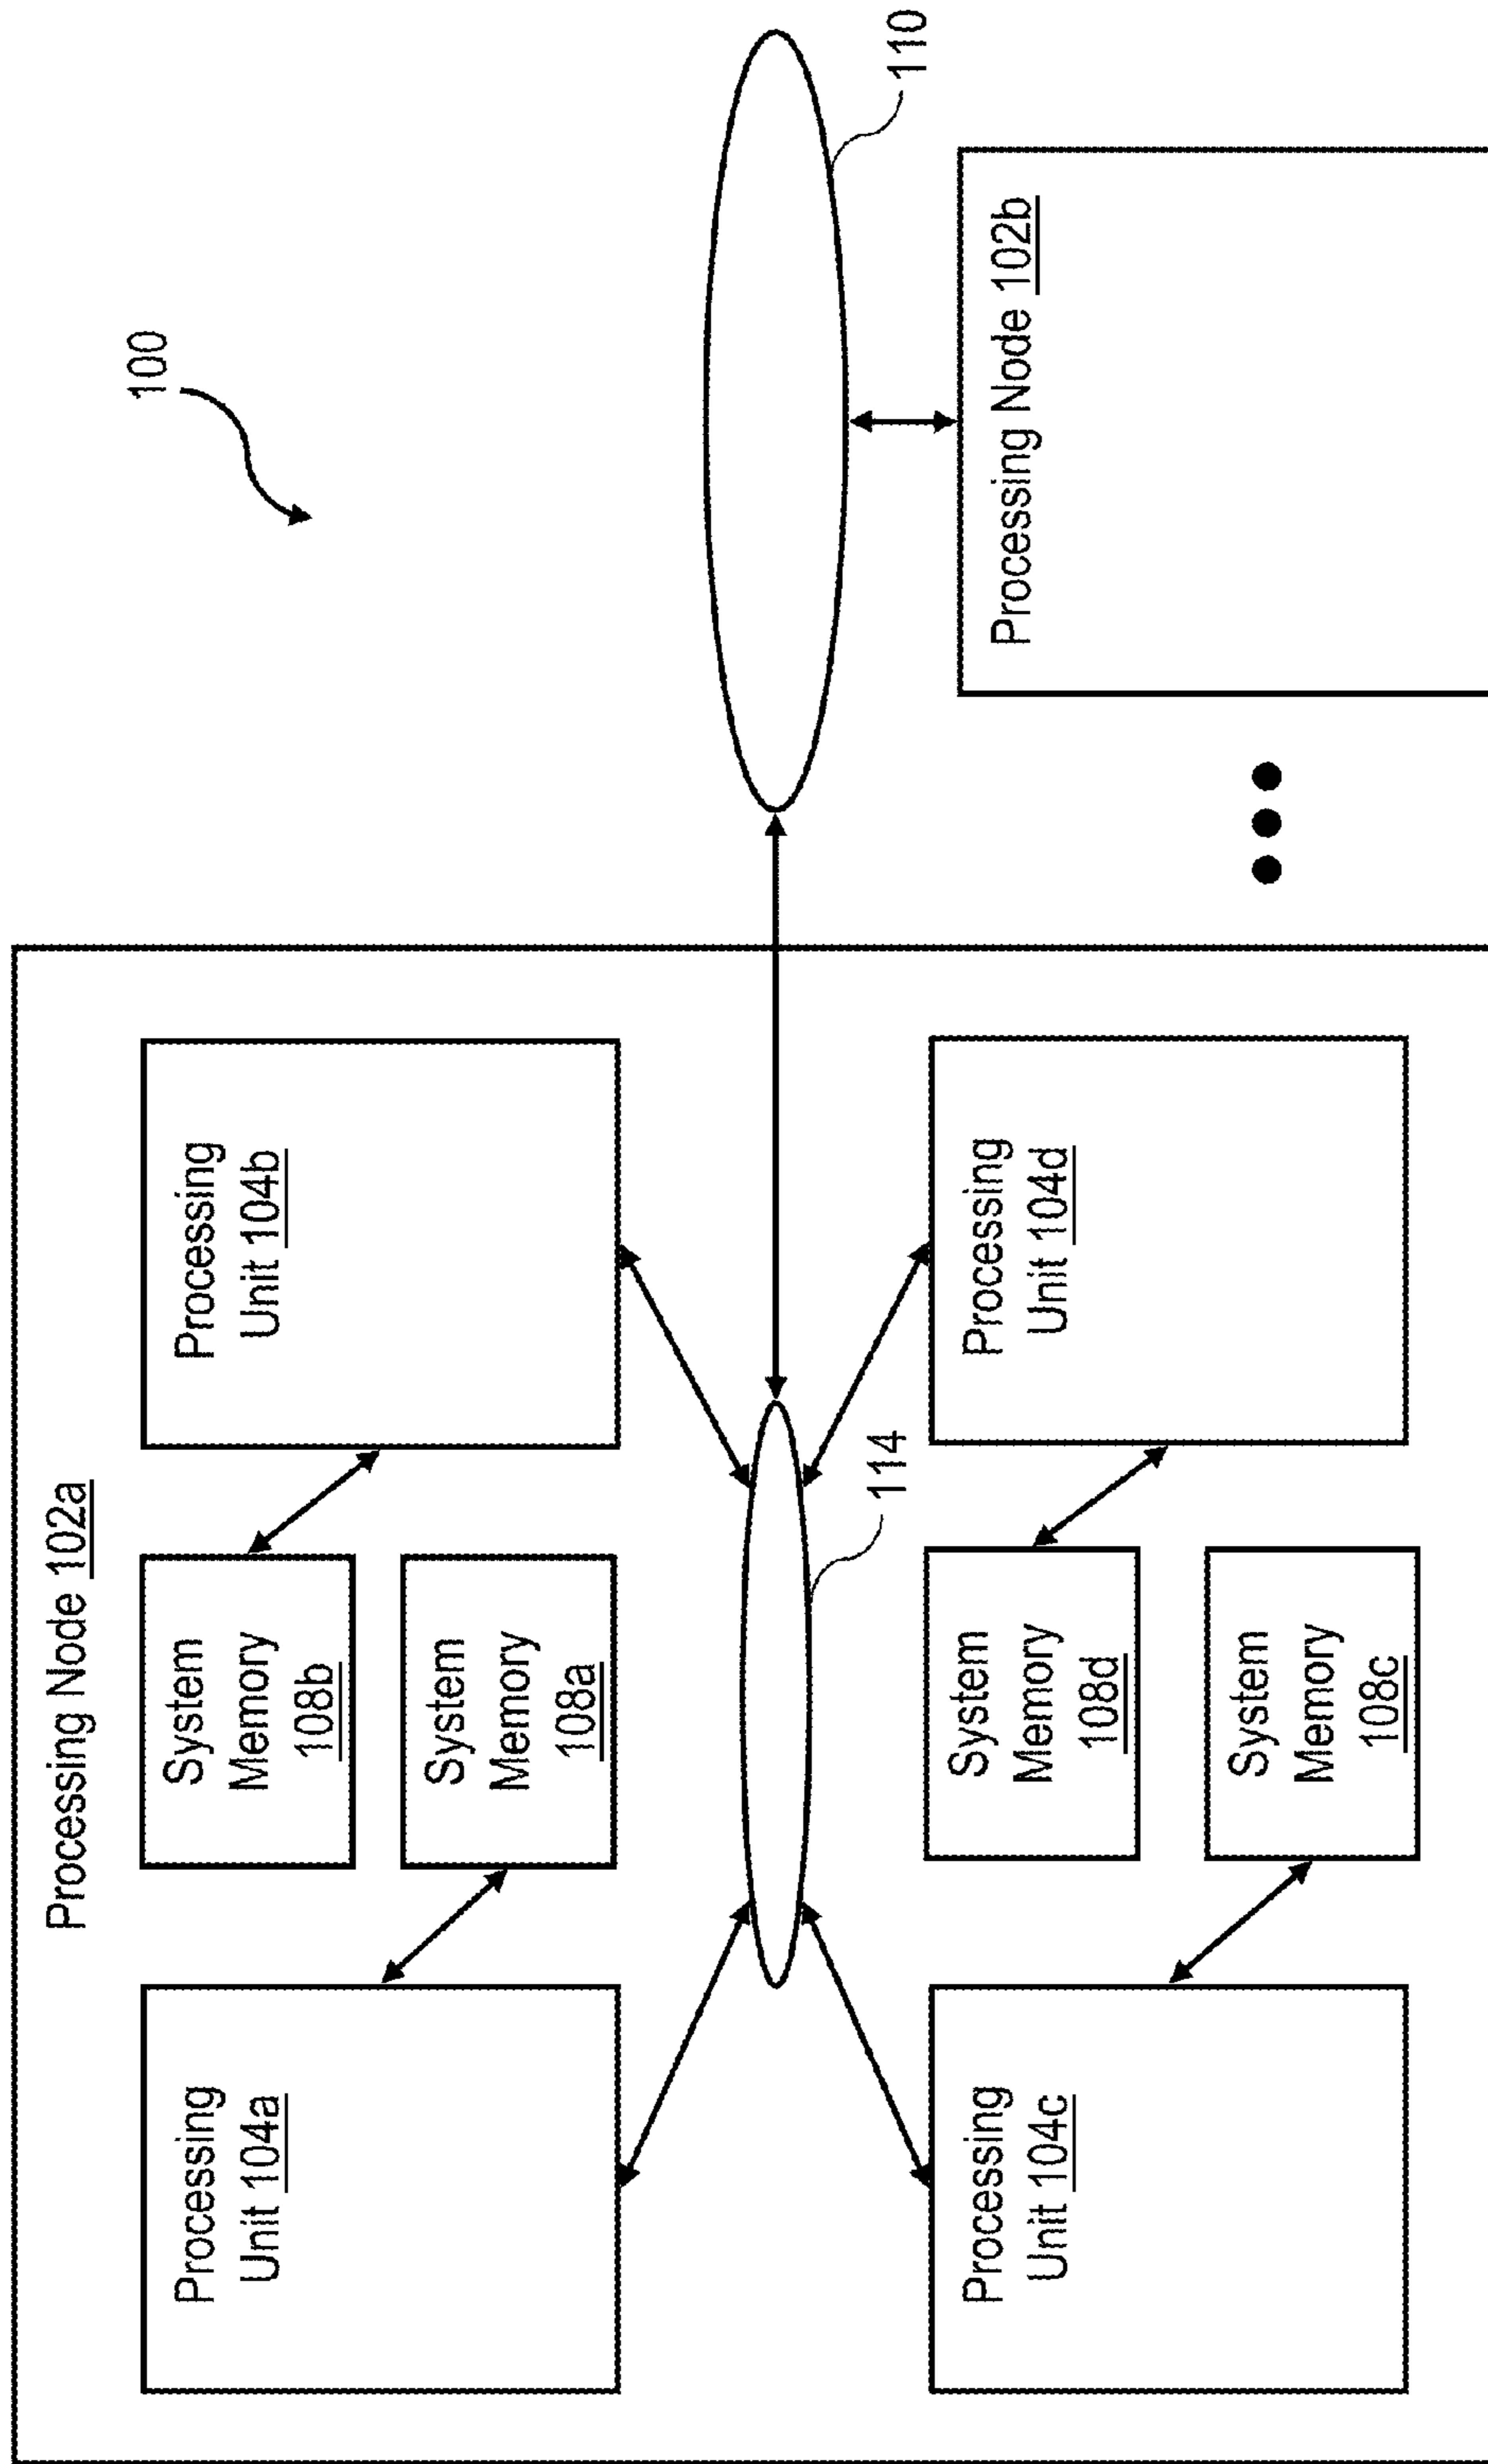 100
Processing Node 102a
Processing
Unit 104a
System
Memory
108b
System
Memory
108a
Processing
Unit 104b
114
110
Processing
Unit 104c
System
Memory
108d
System
Memory
108c
Processing
Unit 104d
Processing Node 102b